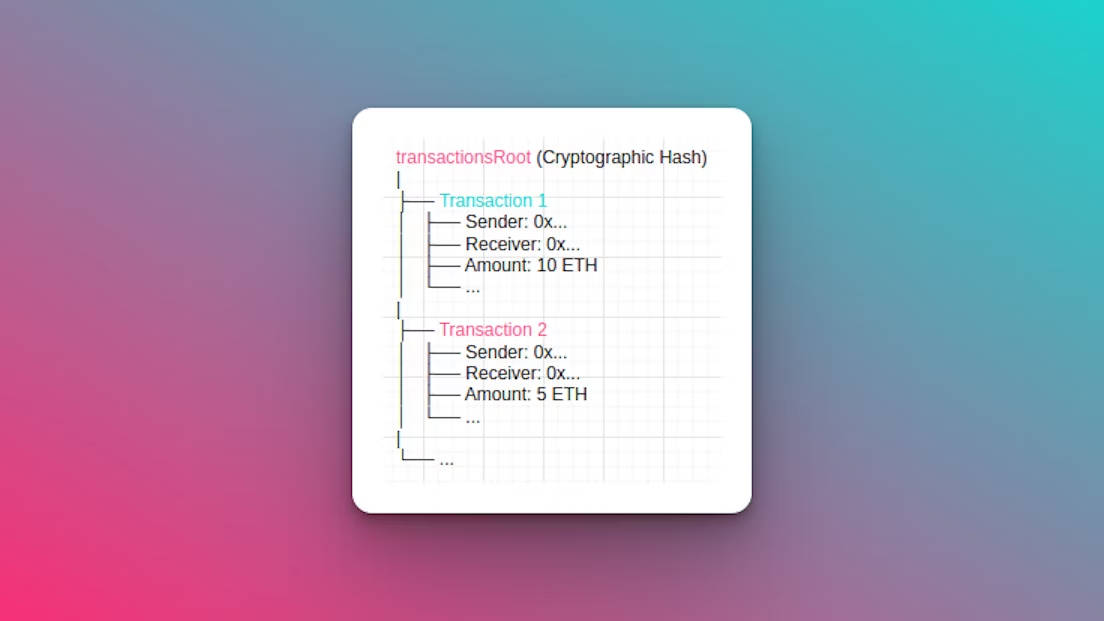 transactionsRoot (Cryptographic Hash)
|
├── Transaction 1
│   ├── Sender: 0x...
│   ├── Receiver: 0x...
│   ├── Amount: 10 ETH
│   └── ...
|
├── Transaction 2
│   ├── Sender: 0x...
│   ├── Receiver: 0x...
│   ├── Amount: 5 ETH
│   └── ...
|
└── ...